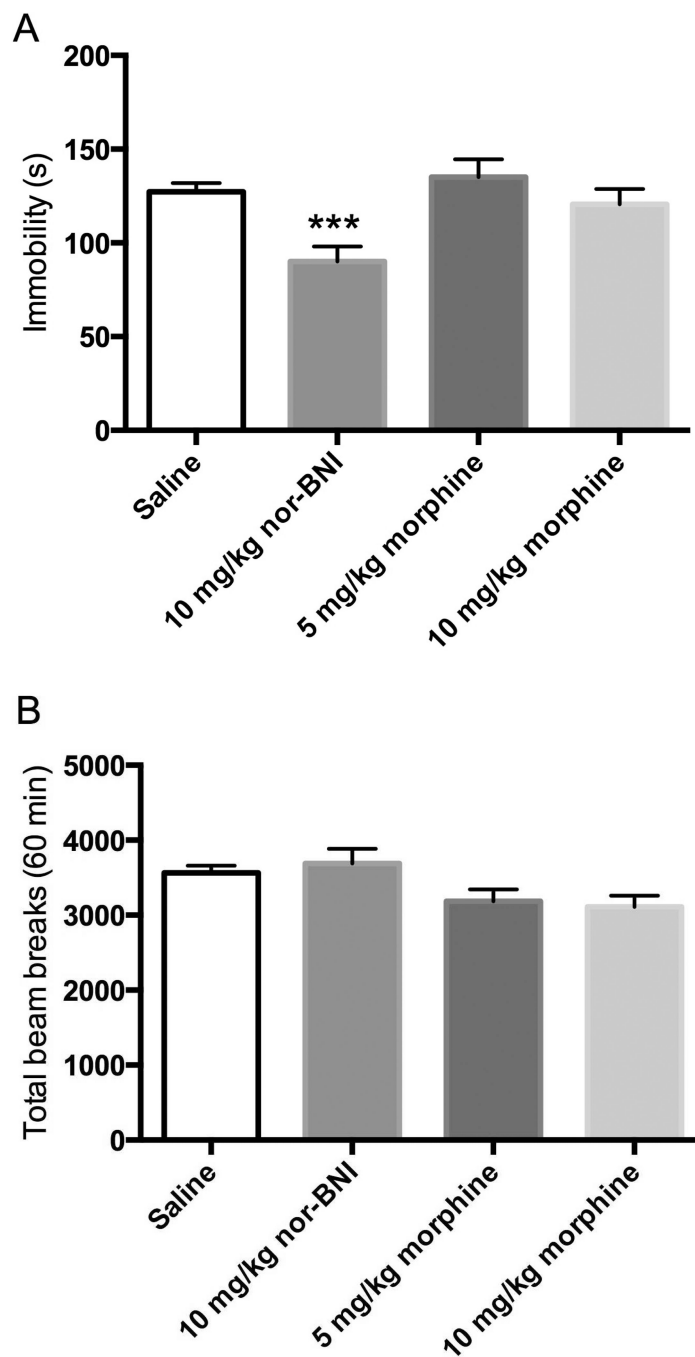 A
200
150
100
50
0
Immobility (s)
***
Saline
10 mg/kg nor-BNI
5 mg/kg morphine
10 mg/kg morphine
B
5000
4000
3000
2000
1000
0
Total beam breaks (60 min)
Saline
10 mg/kg nor-BNI
5 mg/kg morphine
10 mg/kg morphine